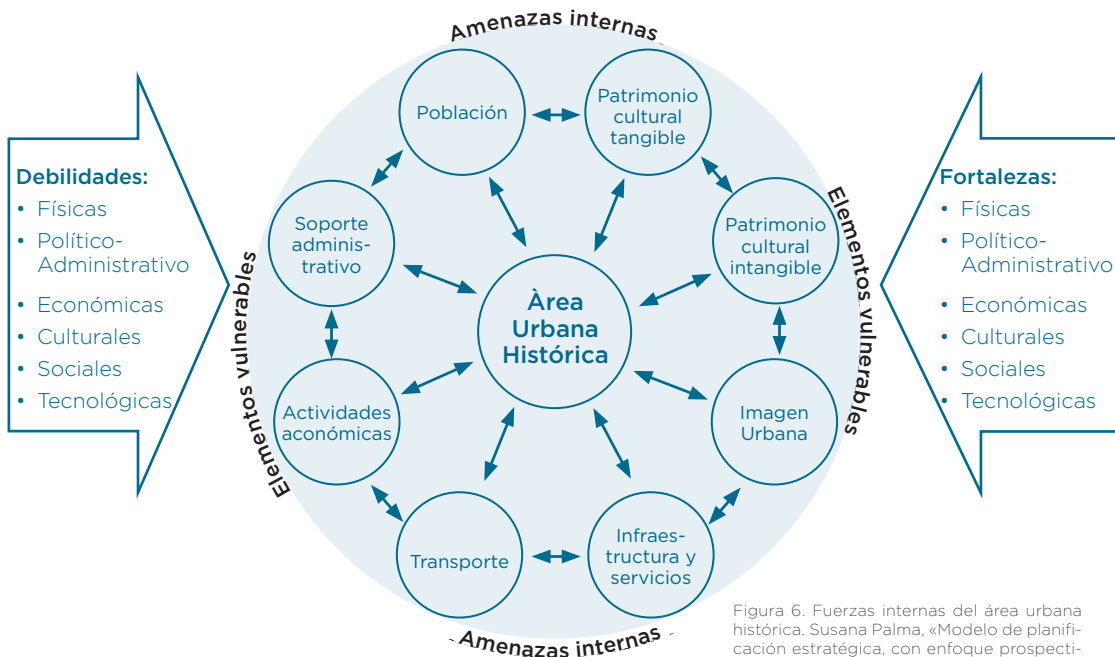 Amenazas internas
Población
Patrimonio
cultural
tangible
Debilidades:
• Físicas
• Político-
Administrativo
• Económicas
• Culturales
• Sociales
• Tecnológicas
Elementos vulnerables
Soporte
adminis-
trativo
Patrimonio
cultural
intangible
Elementos vulnerables
Fortalezas:
• Físicas
• Político-
Administrativo
• Económicas
• Culturales
• Sociales
• Tecnológicas
Àrea
Urbana
Histórica
Actividades
aconómicas
Imagen
Urbana
Transporte
Infraes-
tructura y
servicios
Amenazas internas
Figura 6. Fuerzas internas del área urbana
histórica. Susana Palma, «Modelo de planifi-
cación estratégica, con enfoque prospecti-